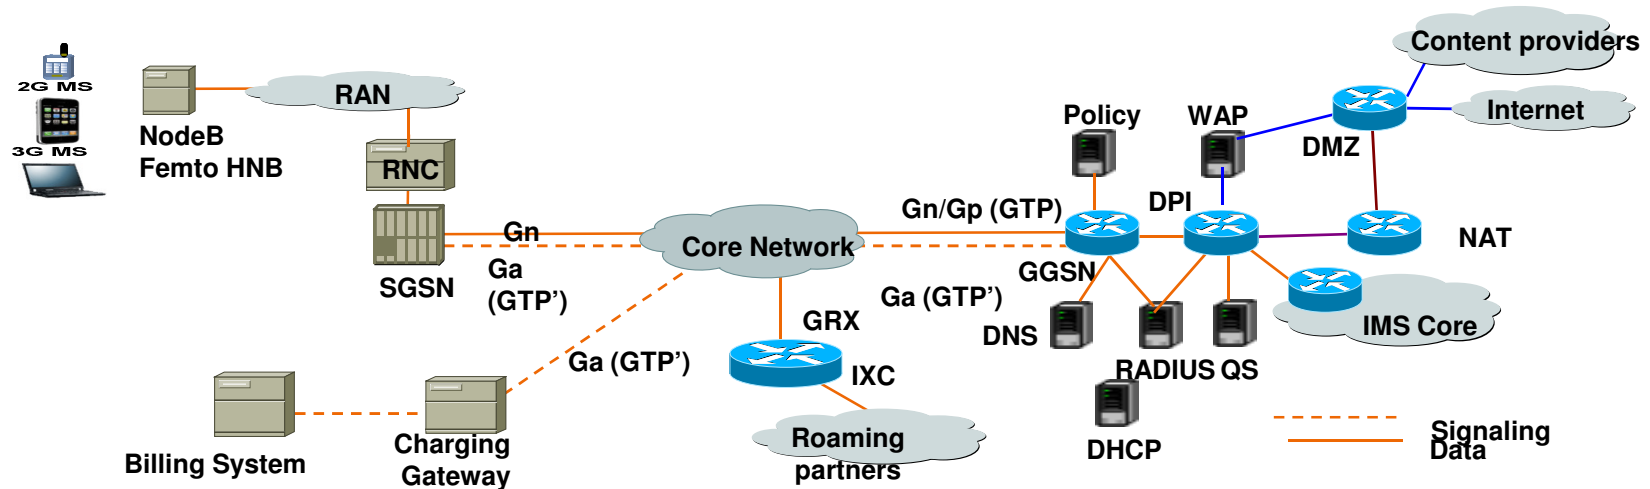 2G MS
3G MS
NodeB
Femto HNB
RAN
RNC
SGSN
Gn
Ga
(GTP’)
Core Network
Ga (GTP’)
Billing System
Charging
Gateway
GRX
IXC
Roaming
partners
Gn/Gp (GTP)
Ga (GTP’)
Policy
GGSN
DNS
WAP
DPI
RADIUS QS
DHCP
DMZ
NAT
Content providers
Internet
IMS Core
Signaling
Data